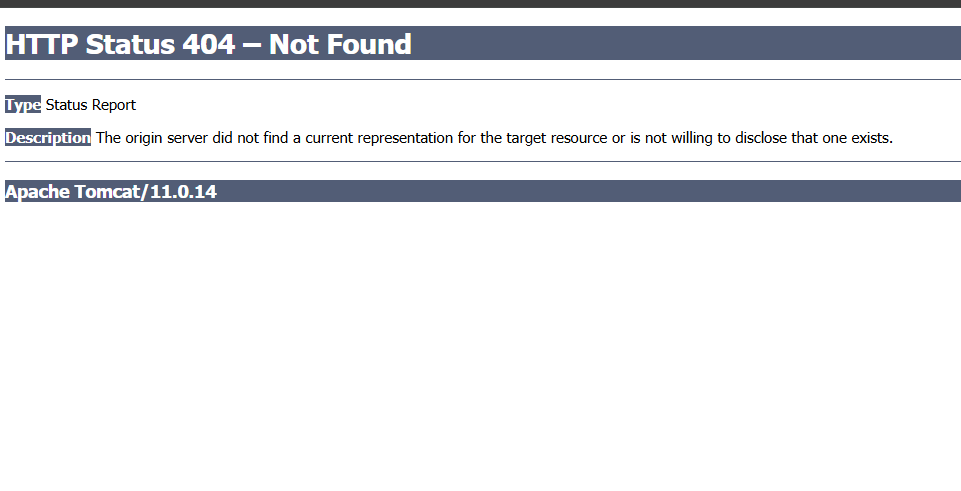 HTTP Status 404 – Not Found
Type Status Report
Description The origin server did not find a current representation for the target resource or is not willing to disclose that one exists.
Apache Tomcat/11.0.14